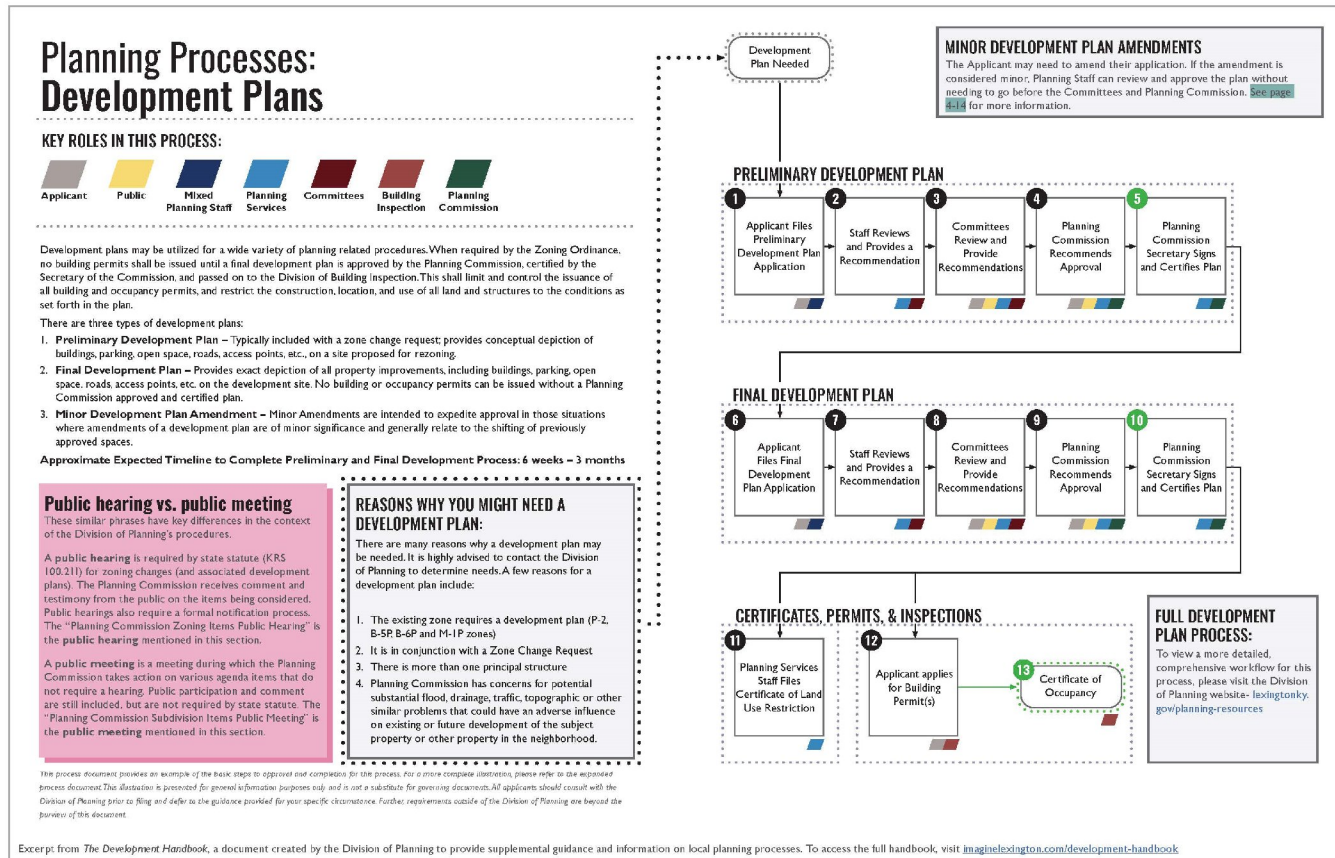 Planning Processes:
Development Plans
KEY ROLES IN THIS PROCESS:
Applicant
Public
Mixed
Planning Staff
Planning
Services
Committees
Building
Inspection
Planning
Commission
Development plans may be utilized for a wide variety of planning related procedures. When required by the Zoning Ordinance,
no building permits shall be issued until a final development plan is approved by the Planning Commission, certified by the
Secretary of the Commission, and passed on to the Division of Building Inspection. This shall limit and control the issuance of
all building and occupancy permits, and restrict the construction, location, and use of all land and structures to the conditions as
set forth in the plan.
There are three types of development plans:
1. Preliminary Development Plan – Typically included with a zone change request; provides conceptual depiction of
buildings, parking, open space, roads, access points, etc., on a site proposed for rezoning.
2. Final Development Plan – Provides exact depiction of all property improvements, including buildings, parking, open
space, roads, access points, etc. on the development site. No building or occupancy permits can be issued without a Planning
Commission approved and certified plan.
3. Minor Development Plan Amendment – Minor Amendments are intended to expedite approval in those situations
where amendments of a development plan are of minor significance and generally relate to the shifting of previously
approved spaces.
Approximate Expected Timeline to Complete Preliminary and Final Development Process: 6 weeks – 3 months
Public hearing vs. public meeting
These similar phrases have key differences in the context
of the Division of Planning's procedures.
A public hearing is required by state statute (KRS
100.211) for zoning changes (and associated development
plans). The Planning Commission receives comment and
testimony from the public on the items being considered.
Public hearings also require a formal notification process.
The "Planning Commission Zoning Items Public Hearing" is
the public hearing mentioned in this section.
A public meeting is a meeting during which the Planning
Commission takes action on various agenda items that do
not require a hearing. Public participation and comment
are still included, but are not required by state statute. The
"Planning Commission Subdivision Items Public Meeting" is
the public meeting mentioned in this section.
REASONS WHY YOU MIGHT NEED A
DEVELOPMENT PLAN:
There are many reasons why a development plan may
be needed. It is highly advised to contact the Division
of Planning to determine needs. A few reasons for a
development plan include:
1. The existing zone requires a development plan (P-2,
B-5P, B-6P and M-1P zones)
2. It is in conjunction with a Zone Change Request
3. There is more than one principal structure
4. Planning Commission has concerns for potential
substantial flood, drainage, traffic, topographic or other
similar problems that could have an adverse influence
on existing or future development of the subject
property or other property in the neighborhood.
This process document provides an example of the basic steps to approval and completion for this process. For a more complete illustration, please refer to the expanded
process document. This illustration is presented for general information purposes only and is not a substitute for governing documents. All applicants should consult with the
Division of Planning prior to filing and defer to the guidance provided for your specific circumstance. Further, requirements outside of the Division of Planning are beyond the
purview of this document.
Development
Plan Needed
MINOR DEVELOPMENT PLAN AMENDMENTS
The Applicant may need to amend their application. If the amendment is
considered minor, Planning Staff can review and approve the plan without
needing to go before the Committees and Planning Commission. See page
4-14 for more information.
PRELIMINARY DEVELOPMENT PLAN
1
Applicant Files
Preliminary
Development Plan
Application
2
Staff Reviews
and Provides a
Recommendation
3
Committees
Review and
Provide
Recommendations
4
Planning
Commission
Recommends
Approval
5
Planning
Commission
Secretary Signs
and Certifies Plan
FINAL DEVELOPMENT PLAN
6
Applicant
Files Final
Development
Plan Application
7
Staff Reviews
and Provides a
Recommendation
8
Committees
Review and
Provide
Recommendations
9
Planning
Commission
Recommends
Approval
10
Planning
Commission
Secretary Signs
and Certifies Plan
CERTIFICATES, PERMITS, & INSPECTIONS
11
Planning Services
Staff Files
Certificate of Land
Use Restriction
12
Applicant applies
for Building
Permit(s)
13
Certificate of
Occupancy
FULL DEVELOPMENT
PLAN PROCESS:
To view a more detailed,
comprehensive workflow for this
process, please visit the Division
of Planning website- lexingtonky.
gov/planning-resources
Excerpt from The Development Handbook, a document created by the Division of Planning to provide supplemental guidance and information on local planning processes. To access the full handbook, visit imaginelexington.com/development-handbook